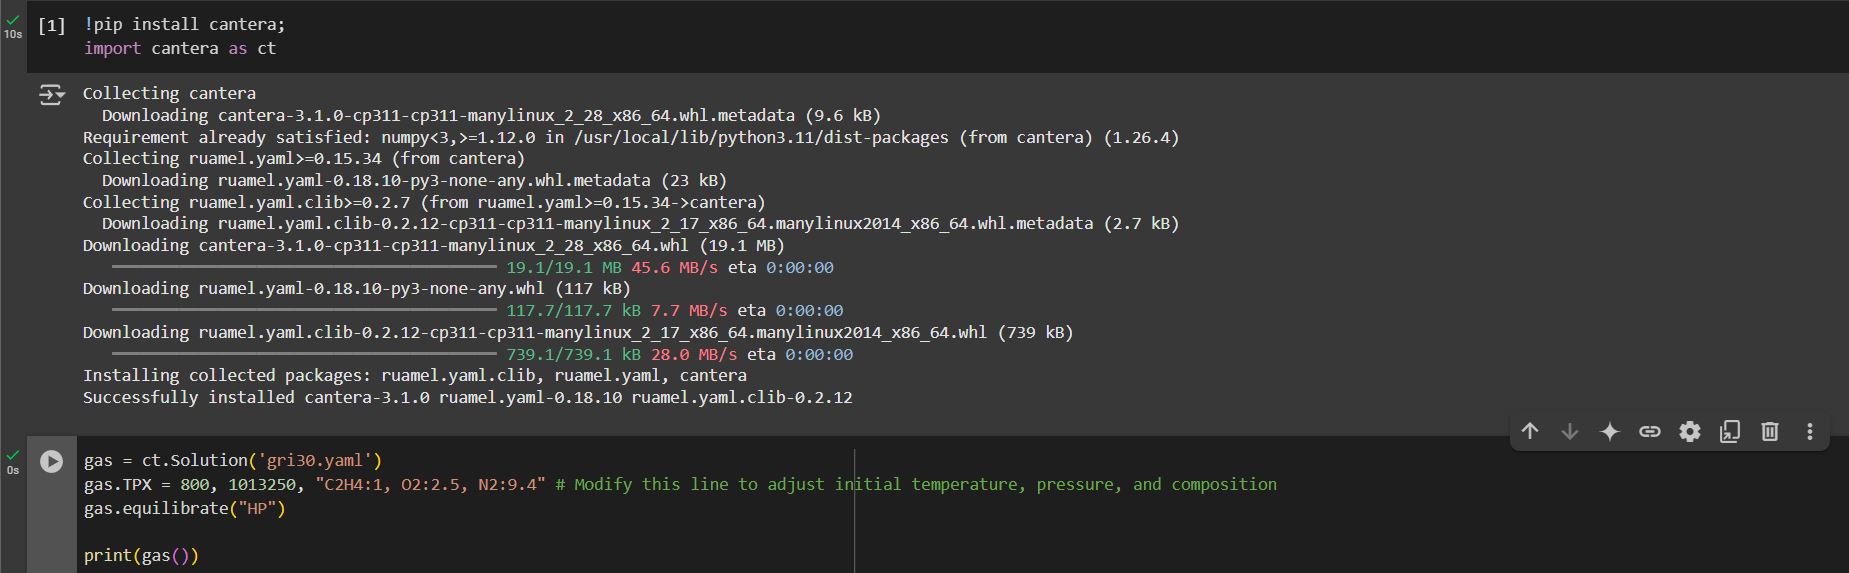 [1] !pip install cantera;
10s import cantera as ct
Collecting cantera
Downloading cantera-3.1.0-cp311-cp311-manylinux_2_28_x86_64.whl.metadata (9.6 kB)
Requirement already satisfied: numpy<3,>=1.12.0 in /usr/local/lib/python3.11/dist-packages (from cantera) (1.26.4)
Collecting ruamel.yaml>=0.15.34 (from cantera)
Downloading ruamel.yaml-0.18.10-py3-none-any.whl.metadata (23 kB)
Collecting ruamel.yaml.clib>=0.2.7 (from ruamel.yaml>=0.15.34->cantera)
Downloading ruamel.yaml.clib-0.2.12-cp311-cp311-manylinux_2_17_x86_64.manylinux2014_x86_64.whl.metadata (2.7 kB)
Downloading cantera-3.1.0-cp311-cp311-manylinux_2_28_x86_64.whl (19.1 MB)
19.1/19.1 MB 45.6 MB/s eta 0:00:00
Downloading ruamel.yaml-0.18.10-py3-none-any.whl (117 kB)
117.7/117.7 kB 7.7 MB/s eta 0:00:00
Downloading ruamel.yaml.clib-0.2.12-cp311-cp311-manylinux_2_17_x86_64.manylinux2014_x86_64.whl (739 kB)
739.1/739.1 kB 28.0 MB/s eta 0:00:00
Installing collected packages: ruamel.yaml.clib, ruamel.yaml, cantera
Successfully installed cantera-3.1.0 ruamel.yaml-0.18.10 ruamel.yaml.clib-0.2.12
0s gas = ct.Solution('gri30.yaml')
gas.TPX = 800, 1013250, "C2H4:1, O2:2.5, N2:9.4" # Modify this line to adjust initial temperature, pressure, and composition
gas.equilibrate("HP")
print(gas())